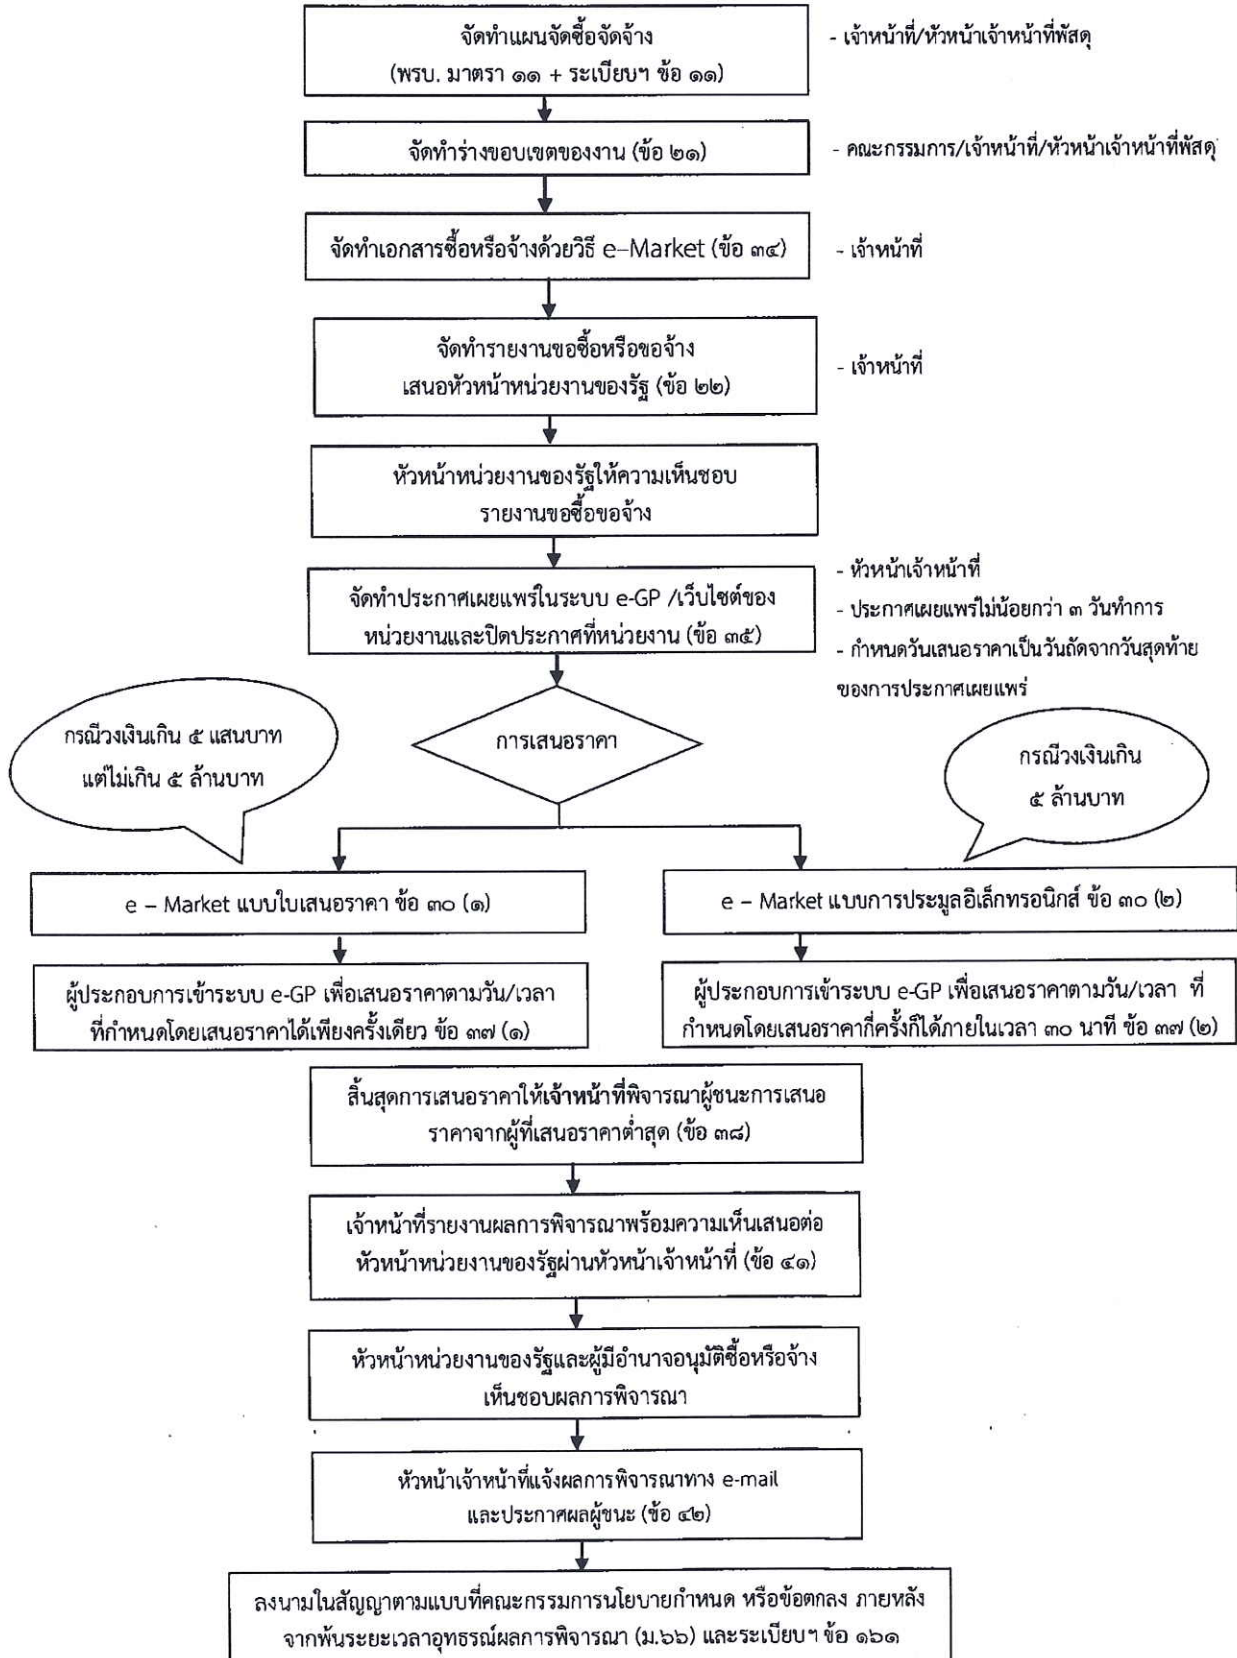 จัดทำแผนจัดซื้อจัดจ้าง
(พรบ. มาตรา ๑๑ + ระเบียบฯ ข้อ ๑๑)
- เจ้าหน้าที่/หัวหน้าเจ้าหน้าที่พัสดุ
จัดทำร่างขอบเขตของงาน (ข้อ ๒๑)
- คณะกรรมการ/เจ้าหน้าที่/หัวหน้าเจ้าหน้าที่พัสดุ
จัดทำเอกสารซื้อหรือจ้างด้วยวิธี e–Market (ข้อ ๓๔)
- เจ้าหน้าที่
จัดทำรายงานขอซื้อหรือขอจ้าง
เสนอหัวหน้าหน่วยงานของรัฐ (ข้อ ๒๒)
- เจ้าหน้าที่
หัวหน้าหน่วยงานของรัฐให้ความเห็นชอบ
รายงานขอซื้อขอจ้าง
จัดทำประกาศเผยแพร่ในระบบ e-GP /เว็บไซต์ของ
หน่วยงานและปิดประกาศที่หน่วยงาน (ข้อ ๓๕)
- หัวหน้าเจ้าหน้าที่
- ประกาศเผยแพร่ไม่น้อยกว่า ๓ วันทำการ
- กำหนดวันเสนอราคาเป็นวันถัดจากวันสุดท้าย
ของการประกาศเผยแพร่
การเสนอราคา
กรณีวงเงินเกิน ๕ แสนบาท
แต่ไม่เกิน ๕ ล้านบาท
กรณีวงเงินเกิน
๕ ล้านบาท
e – Market แบบใบเสนอราคา ข้อ ๓๐ (๑)
e – Market แบบการประมูลอิเล็กทรอนิกส์ ข้อ ๓๐ (๒)
ผู้ประกอบการเข้าระบบ e-GP เพื่อเสนอราคาตามวัน/เวลา
ที่กำหนดโดยเสนอราคาได้เพียงครั้งเดียว ข้อ ๓๗ (๑)
ผู้ประกอบการเข้าระบบ e-GP เพื่อเสนอราคาตามวัน/เวลา ที่
กำหนดโดยเสนอราคากี่ครั้งก็ได้ภายในเวลา ๓๐ นาที ข้อ ๓๗ (๒)
สิ้นสุดการเสนอราคาให้เจ้าหน้าที่พิจารณาผู้ชนะการเสนอ
ราคาจากผู้ที่เสนอราคาต่ำสุด (ข้อ ๓๘)
เจ้าหน้าที่รายงานผลการพิจารณาพร้อมความเห็นเสนอต่อ
หัวหน้าหน่วยงานของรัฐผ่านหัวหน้าเจ้าหน้าที่ (ข้อ ๔๑)
หัวหน้าหน่วยงานของรัฐและผู้มีอำนาจอนุมัติซื้อหรือจ้าง
เห็นชอบผลการพิจารณา
หัวหน้าเจ้าหน้าที่แจ้งผลการพิจารณาทาง e-mail
และประกาศผลผู้ชนะ (ข้อ ๔๒)
ลงนามในสัญญาตามแบบที่คณะกรรมการนโยบายกำหนด หรือข้อตกลง ภายหลัง
จากพ้นระยะเวลาอุทธรณ์ผลการพิจารณา (ม.๖๖) และระเบียบฯ ข้อ ๑๖๑